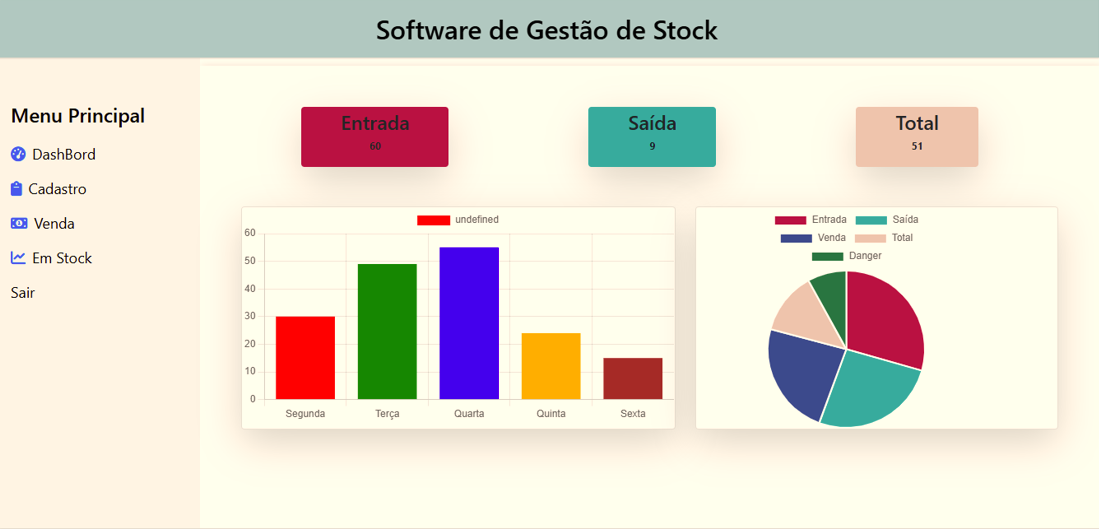 Software de Gestão de Stock
Menu Principal
DashBord
Cadastro
Venda
Em Stock
Sair
Entrada
60
Saída
9
Total
51
undefined
60
50
40
30
20
10
0
Segunda Terça Quarta Quinta Sexta
Entrada Saída
Venda Total
Danger